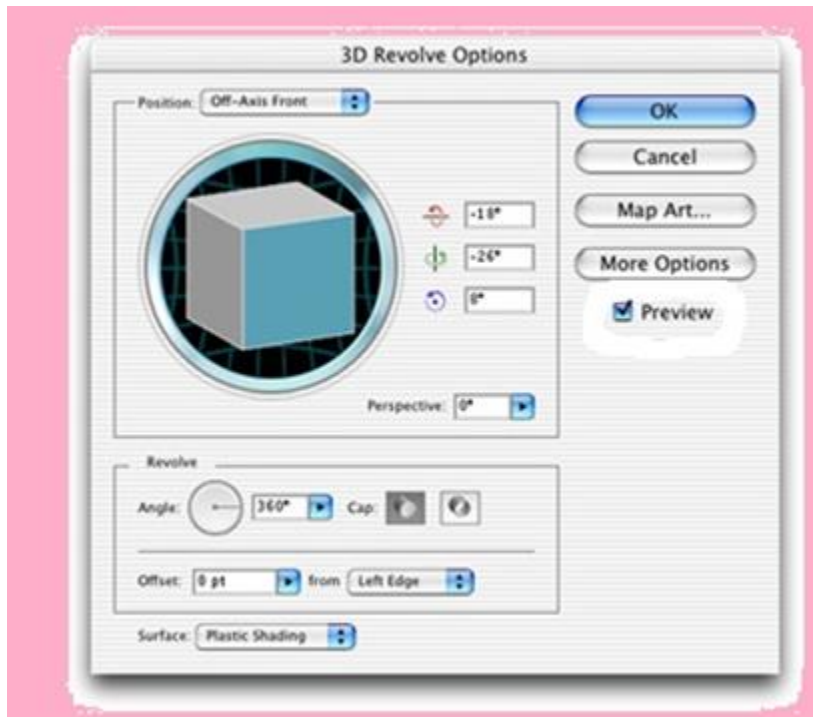 3D Revolve Options
Position: Off-Axis Front
OK
Cancel
-18°
Map Art...
-26°
More Options
8°
Preview
Perspective: 0°
Revolve
Angle: 360° Cap:
Offset: 0 pt from Left Edge
Surface: Plastic Shading